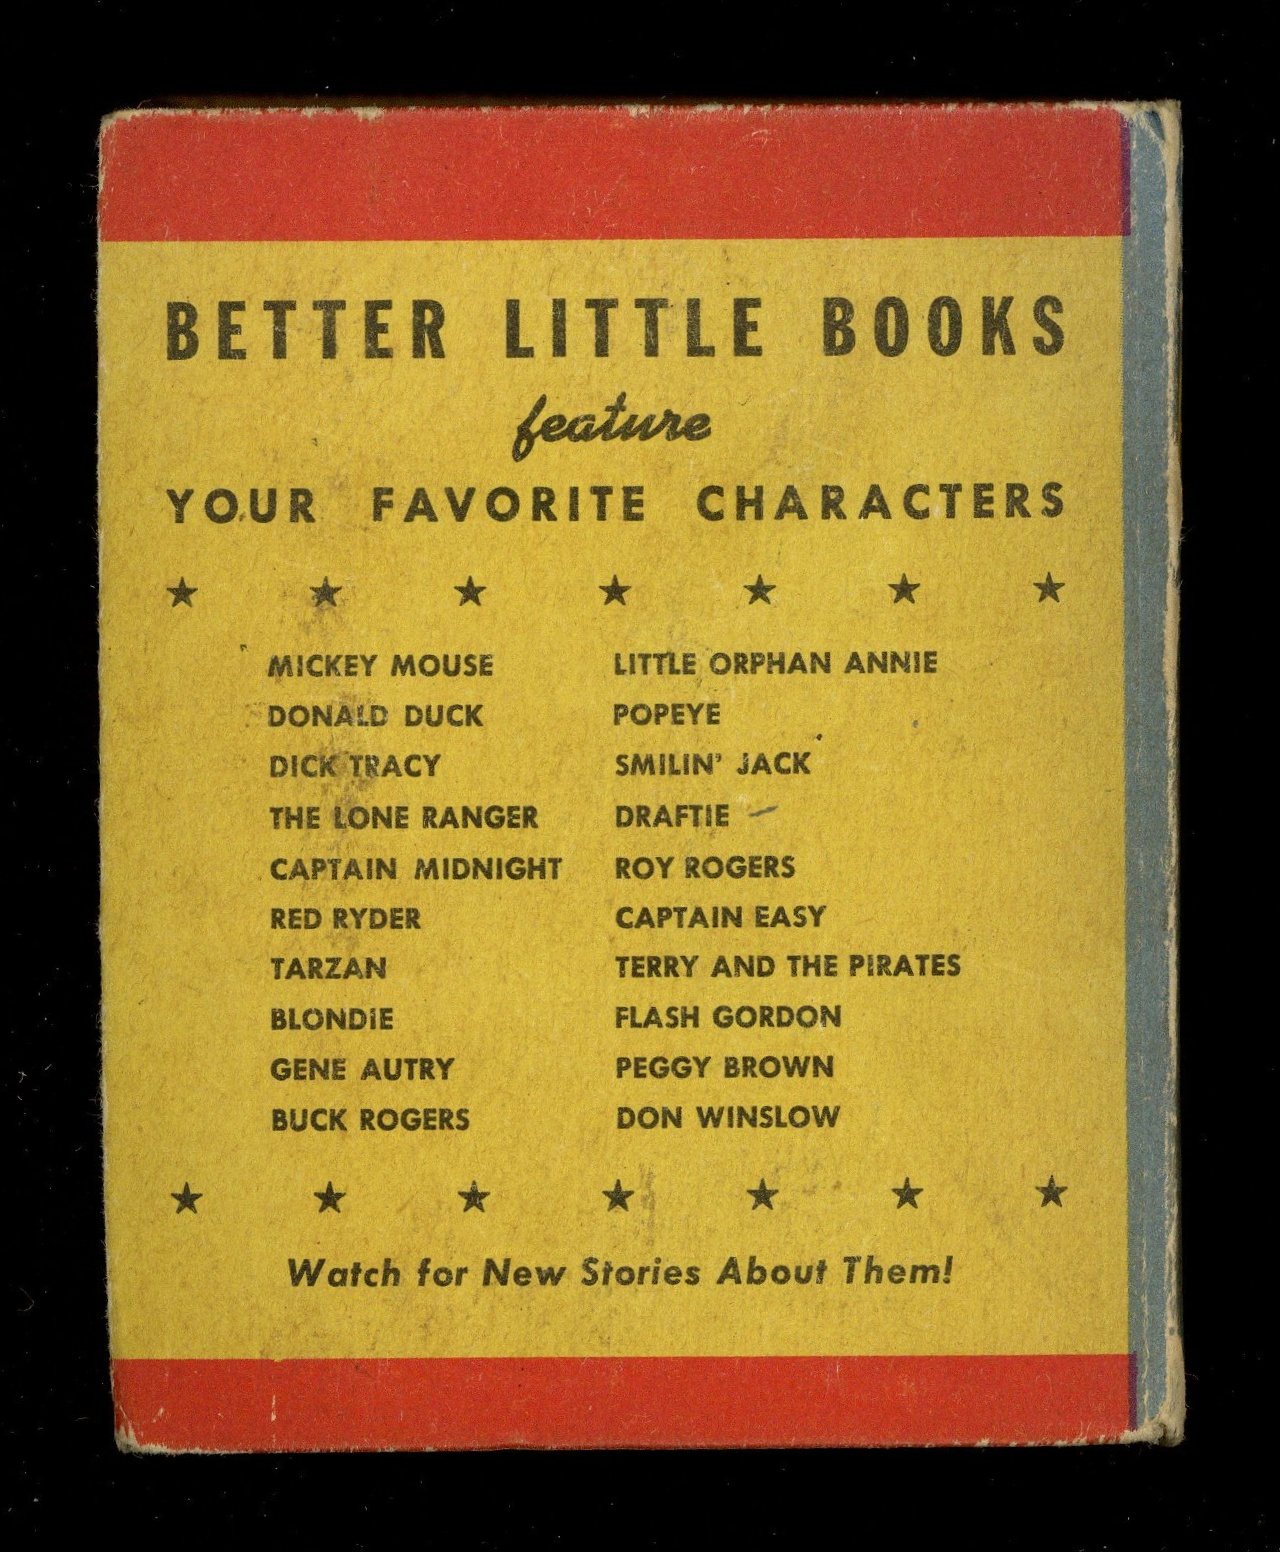 BETTER LITTLE BOOKS
feature
YOUR FAVORITE CHARACTERS
MICKEY MOUSE
DONALD DUCK
DICK TRACY
THE LONE RANGER
CAPTAIN MIDNIGHT
RED RYDER
TARZAN
BLONDIE
GENE AUTRY
BUCK ROGERS
LITTLE ORPHAN ANNIE
POPEYE
SMILIN' JACK
DRAFTIE
ROY ROGERS
CAPTAIN EASY
TERRY AND THE PIRATES
FLASH GORDON
PEGGY BROWN
DON WINSLOW
Watch for New Stories About Them!